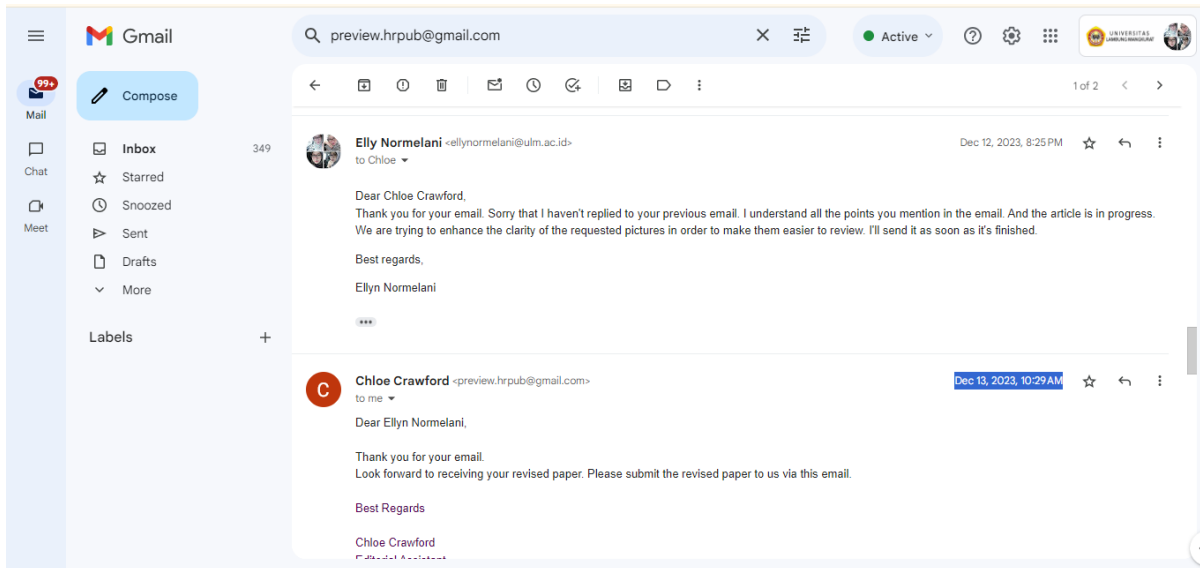 Gmail
preview.hrpub@gmail.com
Active
UNIVERSITAS
LAMBUNG MANGKURAT
99+
Mail
Chat
Meet
Compose
Inbox 349
Starred
Snoozed
Sent
Drafts
More
Labels
1 of 2
Elly Normelani <ellynormelani@ulm.ac.id>
Dec 12, 2023, 8:25 PM
to Chloe
Dear Chloe Crawford,
Thank you for your email. Sorry that I haven't replied to your previous email. I understand all the points you mention in the email. And the article is in progress.
We are trying to enhance the clarity of the requested pictures in order to make them easier to review. I'll send it as soon as it's finished.
Best regards,
Ellyn Normelani
C
Chloe Crawford <preview.hrpub@gmail.com>
Dec 13, 2023, 10:29 AM
to me
Dear Ellyn Normelani,
Thank you for your email.
Look forward to receiving your revised paper. Please submit the revised paper to us via this email.
Best Regards
Chloe Crawford
Editorial Assistant